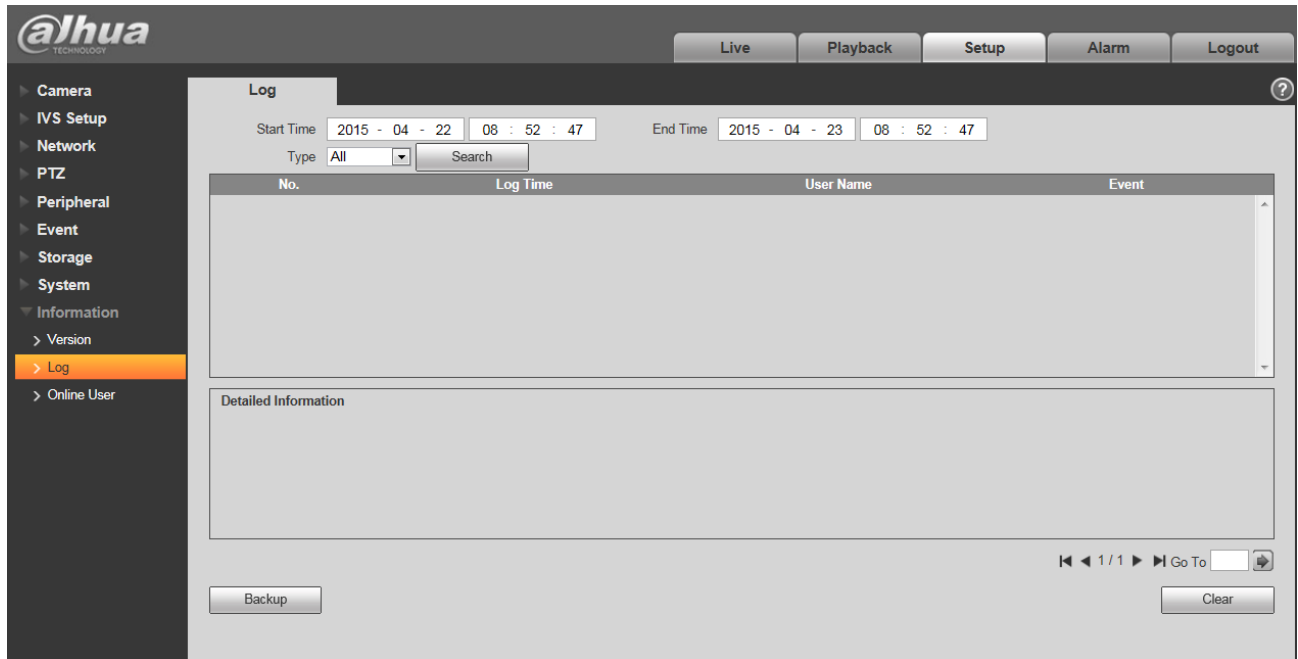 alhua
TECHNOLOGY
Live Playback Setup Alarm Logout
Camera
IVS Setup
Network
PTZ
Peripheral
Event
Storage
System
Information
> Version
> Log
> Online User
Log ?
Start Time 2015 - 04 - 22 08 : 52 : 47 End Time 2015 - 04 - 23 08 : 52 : 47
Type All Search
No. Log Time User Name Event
Detailed Information
1 / 1 Go To
Backup Clear